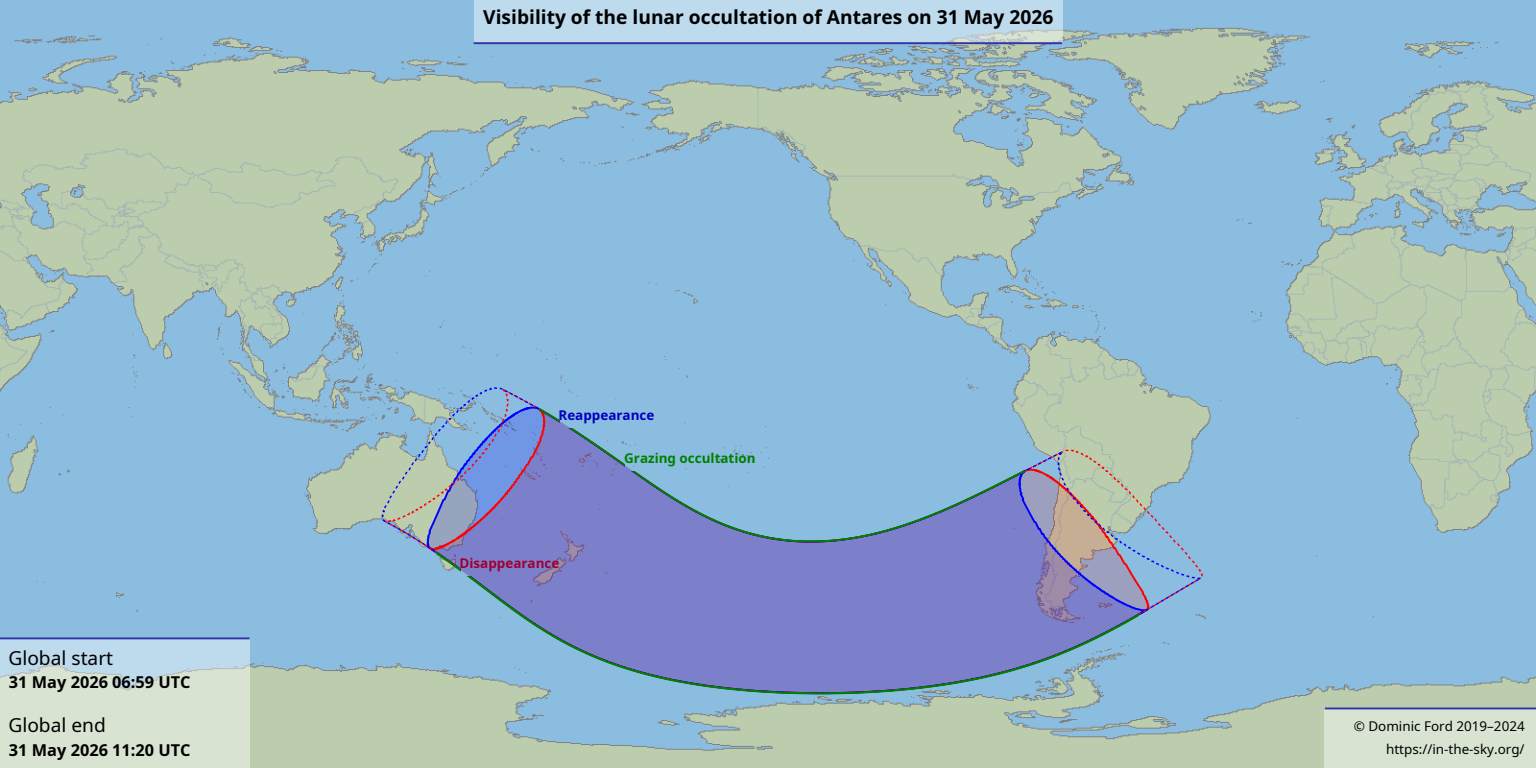 Visibility of the lunar occultation of Antares on 31 May 2026
Reappearance
Grazing occultation
Disappearance
Global start
31 May 2026 06:59 UTC
Global end
31 May 2026 11:20 UTC
© Dominic Ford 2019–2024
https://in-the-sky.org/